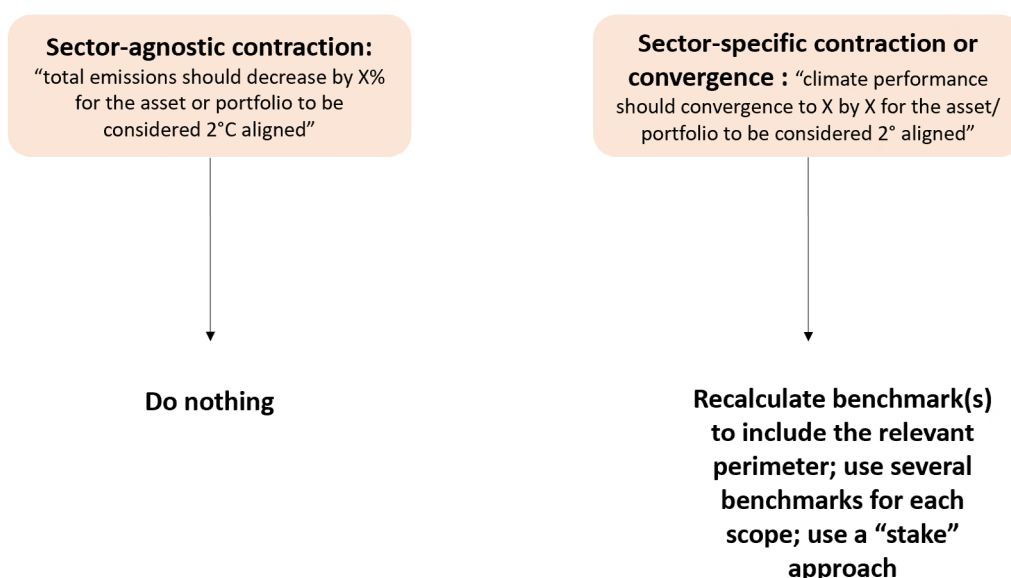 Sector-agnostic contraction:
“total emissions should decrease by X%
for the asset or portfolio to be
considered 2°C aligned”
Sector-specific contraction or
convergence : “climate performance
should convergence to X by X for the asset/
portfolio to be considered 2° aligned”
Do nothing
Recalculate benchmark(s)
to include the relevant
perimeter; use several
benchmarks for each
scope; use a “stake”
approach